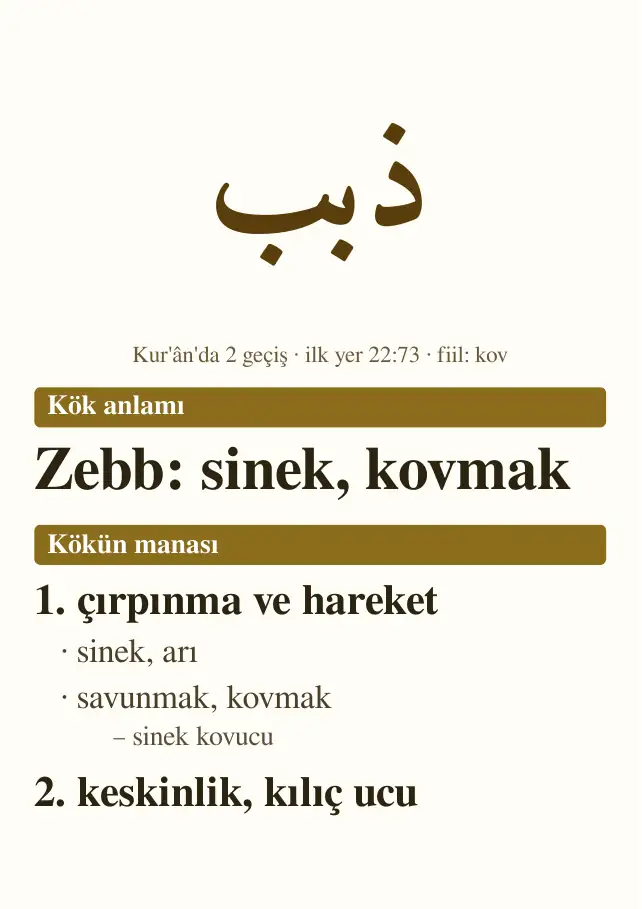 ذبب
Kur'ân'da 2 geçiş · ilk yer 22:73 · fiil: kov
Kök anlamı
Zebb: sinek, kovmak
Kökün manası
1. çırpınma ve hareket
· sinek, arı
· savunmak, kovmak
– sinek kovucu
2. keskinlik, kılıç ucu